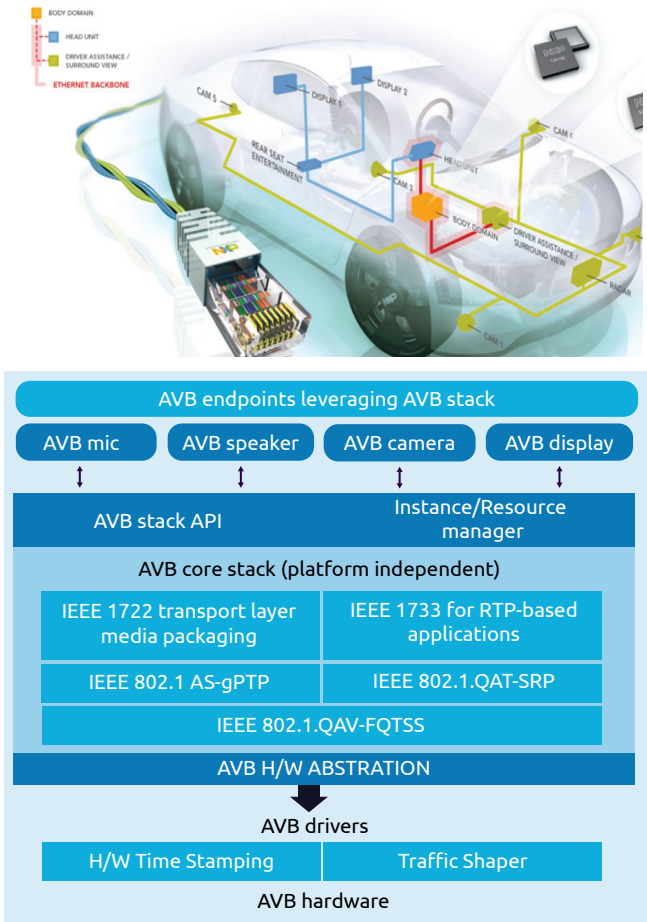 BODY DOMAIN
HEAD UNIT
DRIVER ASSISTANCE /
SURROUND VIEW
ETHERNET BACKBONE
CAM 5
DISPLAY 1
DISPLAY 2
REAR SEAT
ENTERTAINMENT
HEAD UNIT
CAM 3
CAM 4
BODY DOMAIN
DRIVER ASSISTANCE /
SURROUND VIEW
RADAR
CAM 1
NXP
AVB endpoints leveraging AVB stack
AVB mic
AVB speaker
AVB camera
AVB display
AVB stack API
Instance/Resource
manager
AVB core stack (platform independent)
IEEE 1722 transport layer
media packaging
IEEE 1733 for RTP-based
applications
IEEE 802.1 AS-gPTP
IEEE 802.1.QAT-SRP
IEEE 802.1.QAV-FQTSS
AVB H/W ABSTRATION
AVB drivers
H/W Time Stamping
Traffic Shaper
AVB hardware